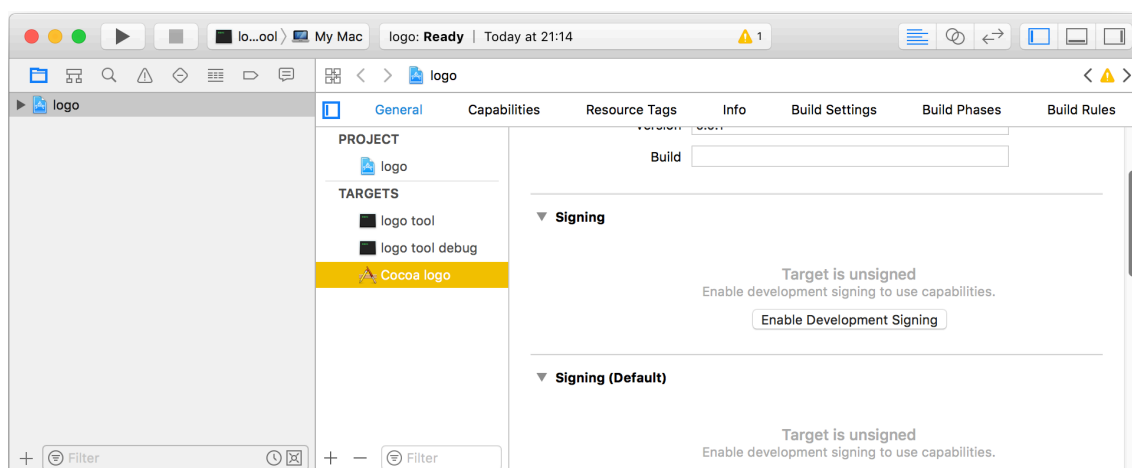 lo...ool 〉 My Mac
logo: Ready | Today at 21:14
1
logo
logo
General Capabilities Resource Tags Info Build Settings Build Phases Build Rules
PROJECT
logo
TARGETS
logo tool
logo tool debug
Cocoa logo
Filter
Version
Build
Signing
Target is unsigned
Enable development signing to use capabilities.
Enable Development Signing
Signing (Default)
Target is unsigned
Enable development signing to use capabilities.
Filter